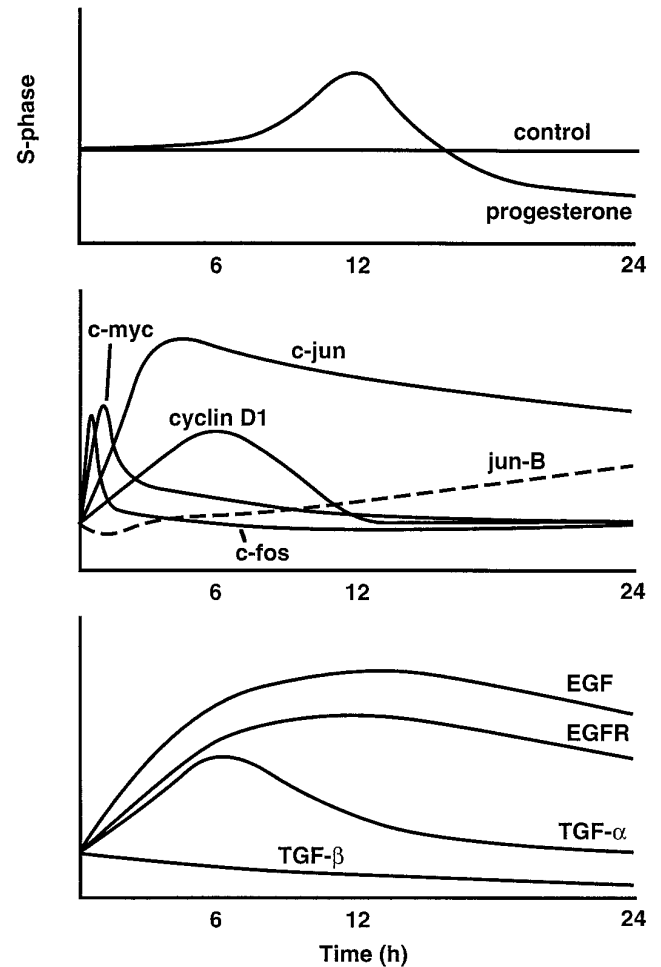 S-phase
control
progesterone
6 12 24
c-myc
c-jun
cyclin D1
jun-B
c-fos
6 12 24
EGF
EGFR
TGF-α
TGF-β
6 12 24
Time (h)